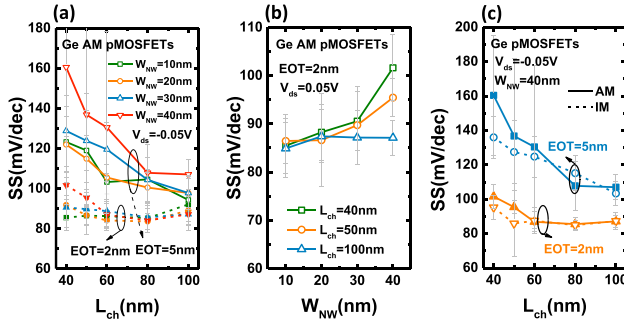 (a)
Ge AM pMOSFETs
W_NW=10nm
W_NW=20nm
W_NW=30nm
W_NW=40nm
V_ds=-0.05V
EOT=2nm
EOT=5nm
SS(mV/dec)
180
160
140
120
100
80
60
40
60
80
100
L_ch(nm)
(b)
Ge AM pMOSFETs
EOT=2nm
V_ds=0.05V
L_ch=40nm
L_ch=50nm
L_ch=100nm
SS(mV/dec)
110
100
90
80
70
60
10
20
30
40
W_NW(nm)
(c)
Ge pMOSFETs
V_ds=-0.05V
W_NW=40nm
AM
IM
EOT=5nm
EOT=2nm
SS(mV/dec)
200
180
160
140
120
100
80
60
40
60
80
100
L_ch(nm)